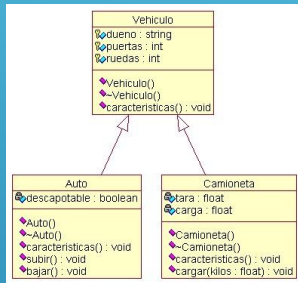 Vehiculo
dueno : string
puertas : int
ruedas : int
Vehiculo()
~Vehiculo()
caracteristicas() : void
Auto
descapotable : boolean
Auto()
~Auto()
caracteristicas() : void
subir() : void
bajar() : void
Camioneta
tara : float
carga : float
Camioneta()
~Camioneta()
caracteristicas() : void
cargar(kilos : float) : void